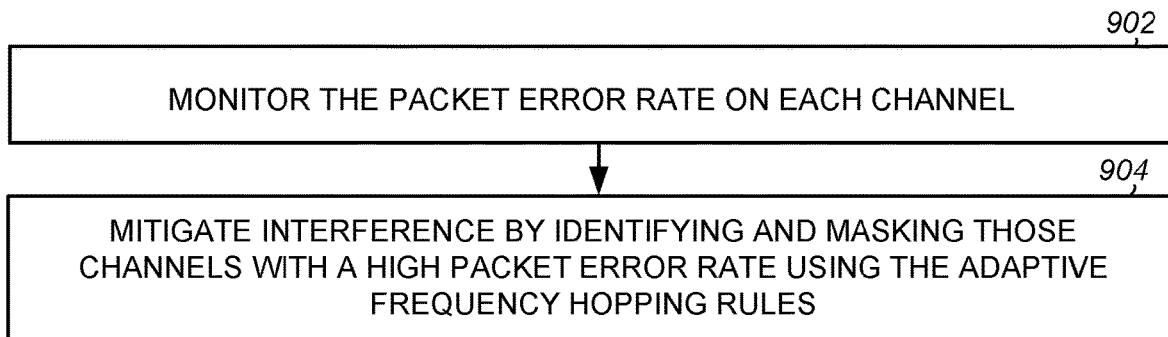 902
MONITOR THE PACKET ERROR RATE ON EACH CHANNEL
904
MITIGATE INTERFERENCE BY IDENTIFYING AND MASKING THOSE
CHANNELS WITH A HIGH PACKET ERROR RATE USING THE ADAPTIVE
FREQUENCY HOPPING RULES